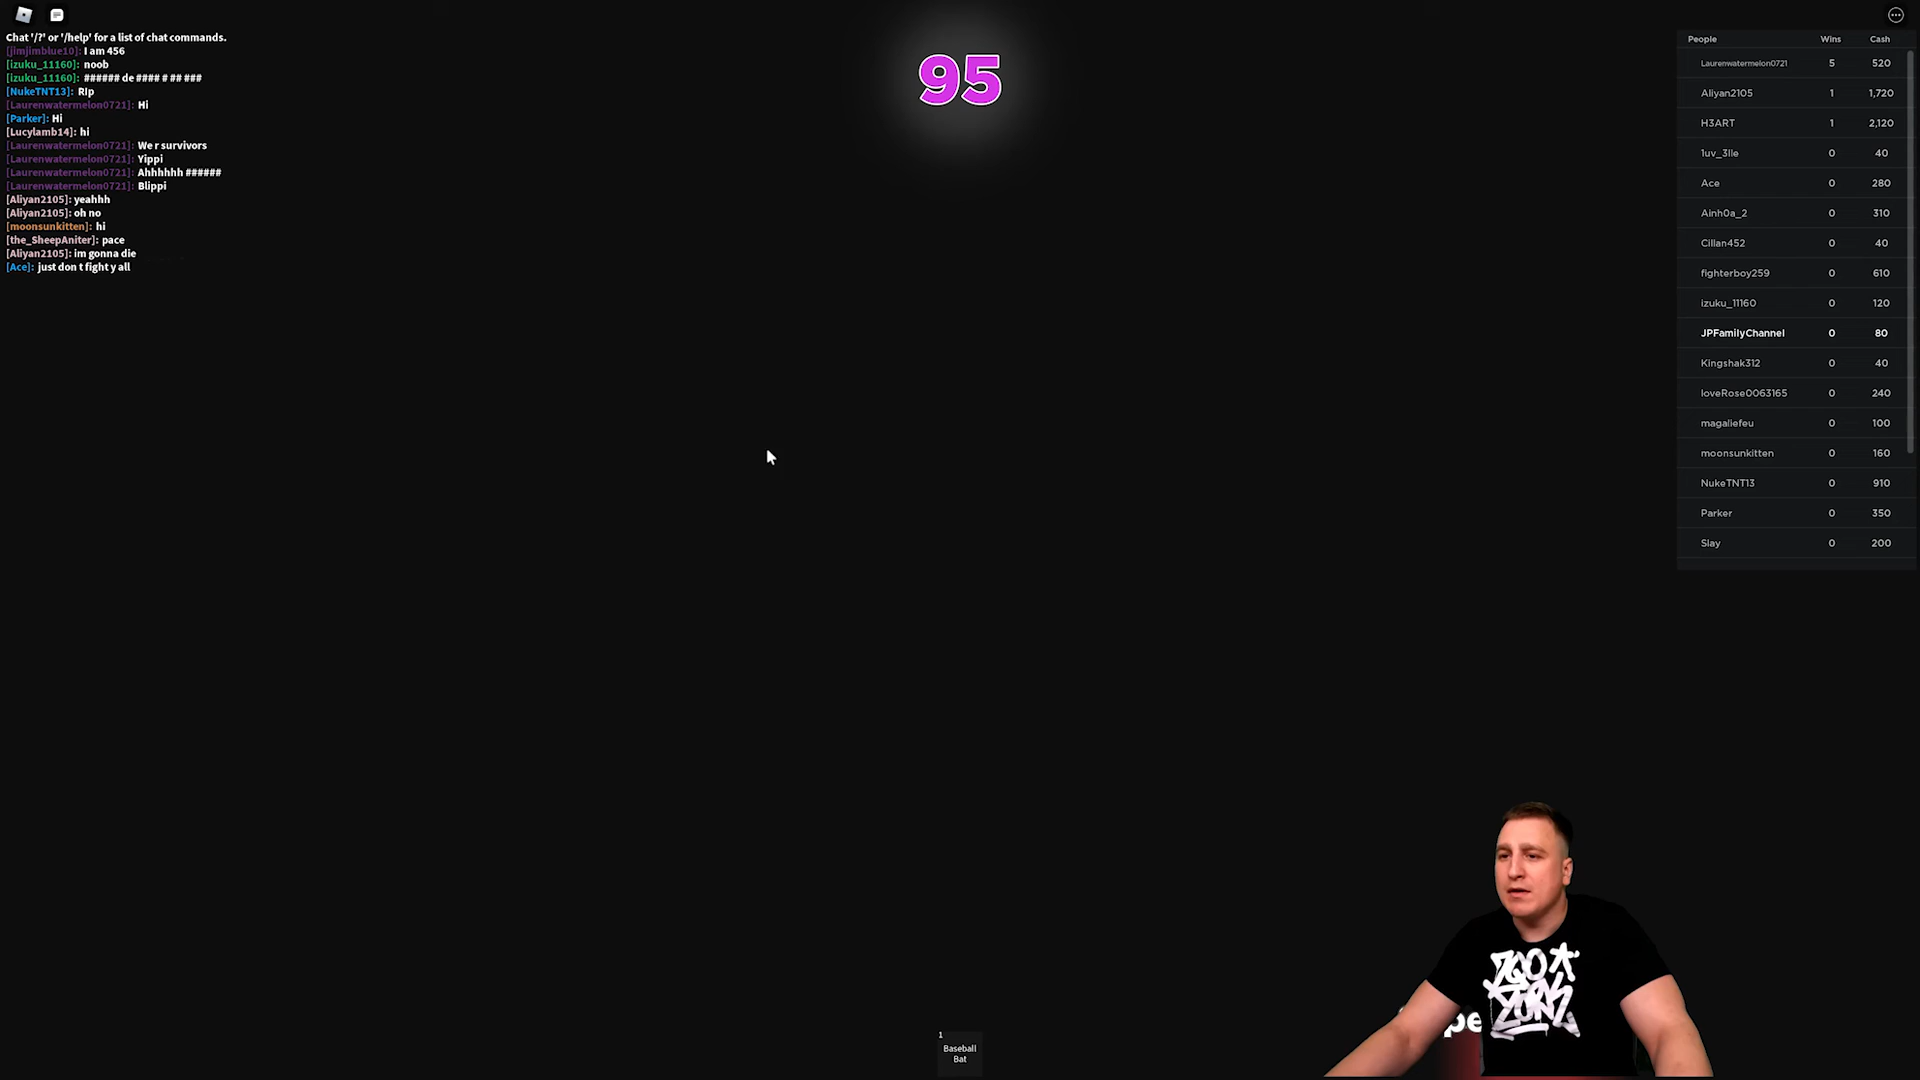 Chat '/?' or '/help' for a list of chat commands.
[jimjimblue10]: I am 456
[izuku_11160]: noob
[izuku_11160]: ###### de #### # ## ###
[NukeTNT13]: RIp
[Laurenwatermelon0721]: Hi
[Parker]: Hi
[Lucylamb14]: hi
[Laurenwatermelon0721]: We r survivors
[Laurenwatermelon0721]: Yippi
[Laurenwatermelon0721]: Ahhhhhh ######
[Laurenwatermelon0721]: Blippi
[Aliyan2105]: yeahhh
[Aliyan2105]: oh no
[moonsunkitten]: hi
[the_SheepAniter]: pace
[Aliyan2105]: im gonna die
[Ace]: just don t fight y all
95
People Wins Cash
Laurenwatermelon0721 5 520
Aliyan2105 1 1,720
H3ART 1 2,120
1uv_3lle 0 40
Ace 0 280
Ainh0a_2 0 310
Cillan452 0 40
fighterboy259 0 610
izuku_11160 0 120
JPFamilyChannel 0 80
Kingshak312 0 40
loveRose0063165 0 240
magaliefeu 0 100
moonsunkitten 0 160
NukeTNT13 0 910
Parker 0 350
Slay 0 200
1
Baseball
Bat